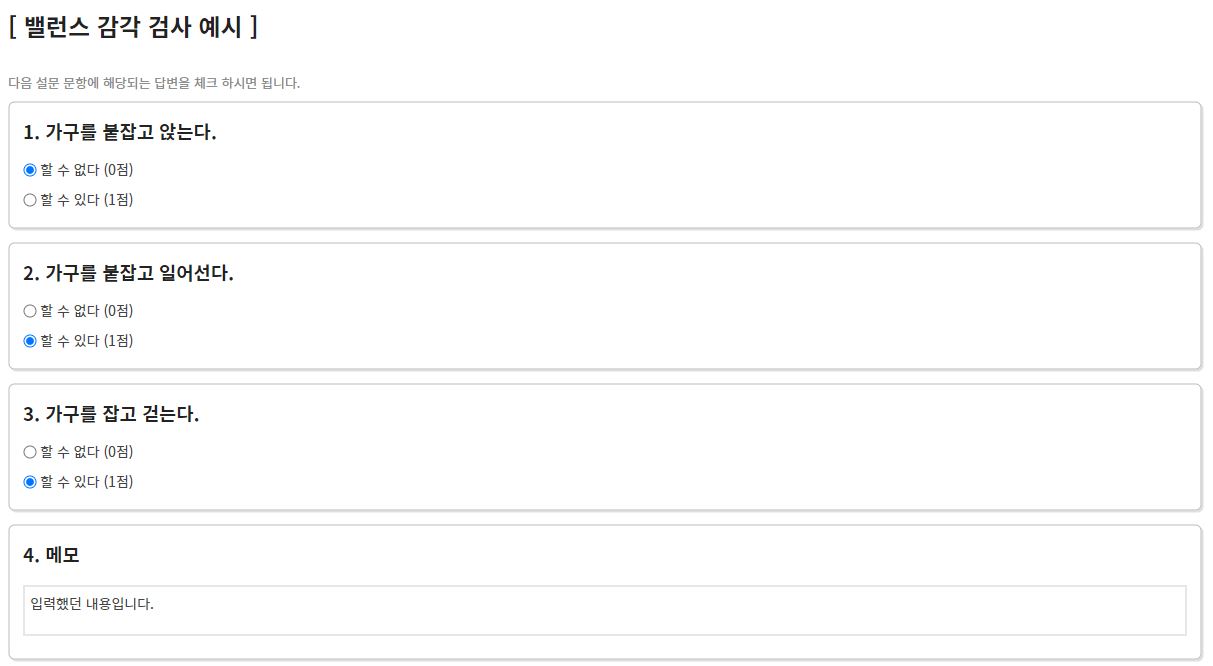 [ 밸런스 감각 검사 예시 ]
다음 설문 문항에 해당되는 답변을 체크 하시면 됩니다.
1. 가구를 붙잡고 앉는다.
할 수 없다 (0점)
할 수 있다 (1점)
2. 가구를 붙잡고 일어선다.
할 수 없다 (0점)
할 수 있다 (1점)
3. 가구를 잡고 걷는다.
할 수 없다 (0점)
할 수 있다 (1점)
4. 메모
입력했던 내용입니다.